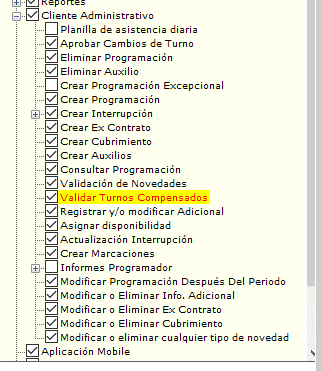 Reportes
Cliente Administrativo
Planilla de asistencia diaria
Aprobar Cambios de Turno
Eliminar Programación
Eliminar Auxilio
Crear Programación Excepcional
Crear Programación
Crear Interrupción
Crear Ex Contrato
Crear Cubrimiento
Crear Auxilios
Consultar Programación
Validación de Novedades
Validar Turnos Compensados
Registrar y/o modificar Adicional
Asignar disponibilidad
Actualización Interrupción
Crear Marcaciones
Informes Programador
Modificar Programación Después Del Periodo
Modificar o Eliminar Info. Adicional
Modificar o Eliminar Ex Contrato
Modificar o Eliminar Cubrimiento
Modificar o eliminar cualquier tipo de novedad
Aplicación Mobile